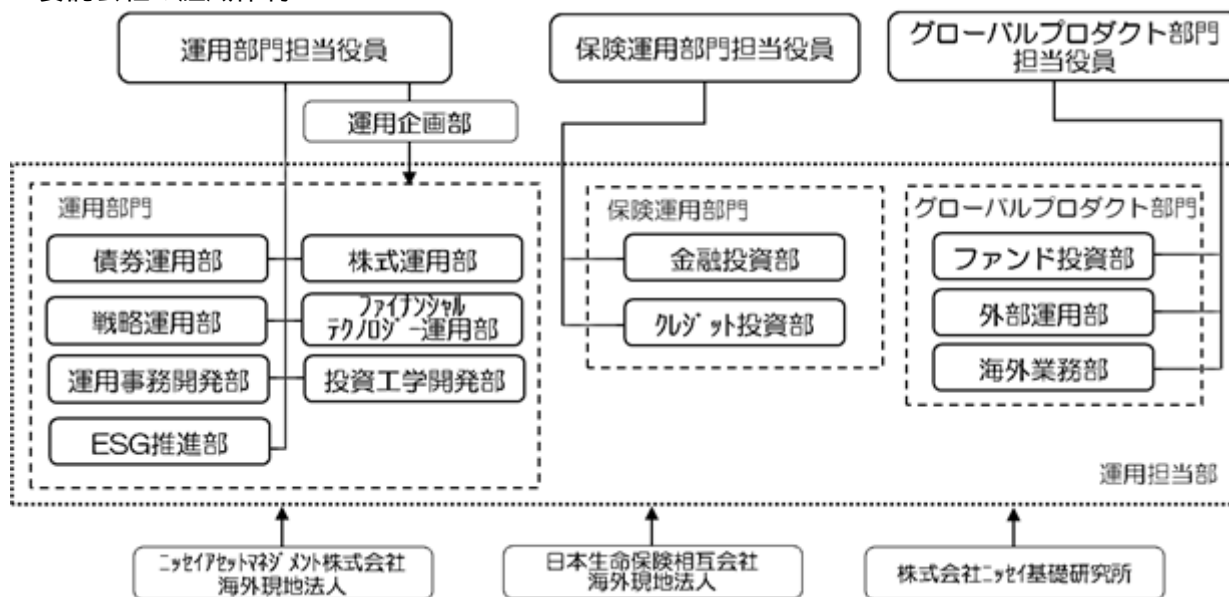 運用部門担当役員
保険運用部門担当役員
グローバルプロダクト部門
担当役員
運用企画部
運用部門
債券運用部
株式運用部
戦略運用部
ファイナンシャル
テクノロジー運用部
運用事務開発部
投資工学開発部
ESG推進部
保険運用部門
金融投資部
クレジット投資部
グローバルプロダクト部門
ファンド投資部
外部運用部
海外業務部
運用担当部
ニッセイアセットマネジメント株式会社
海外現地法人
日本生命保険相互会社
海外現地法人
株式会社ニッセイ基礎研究所